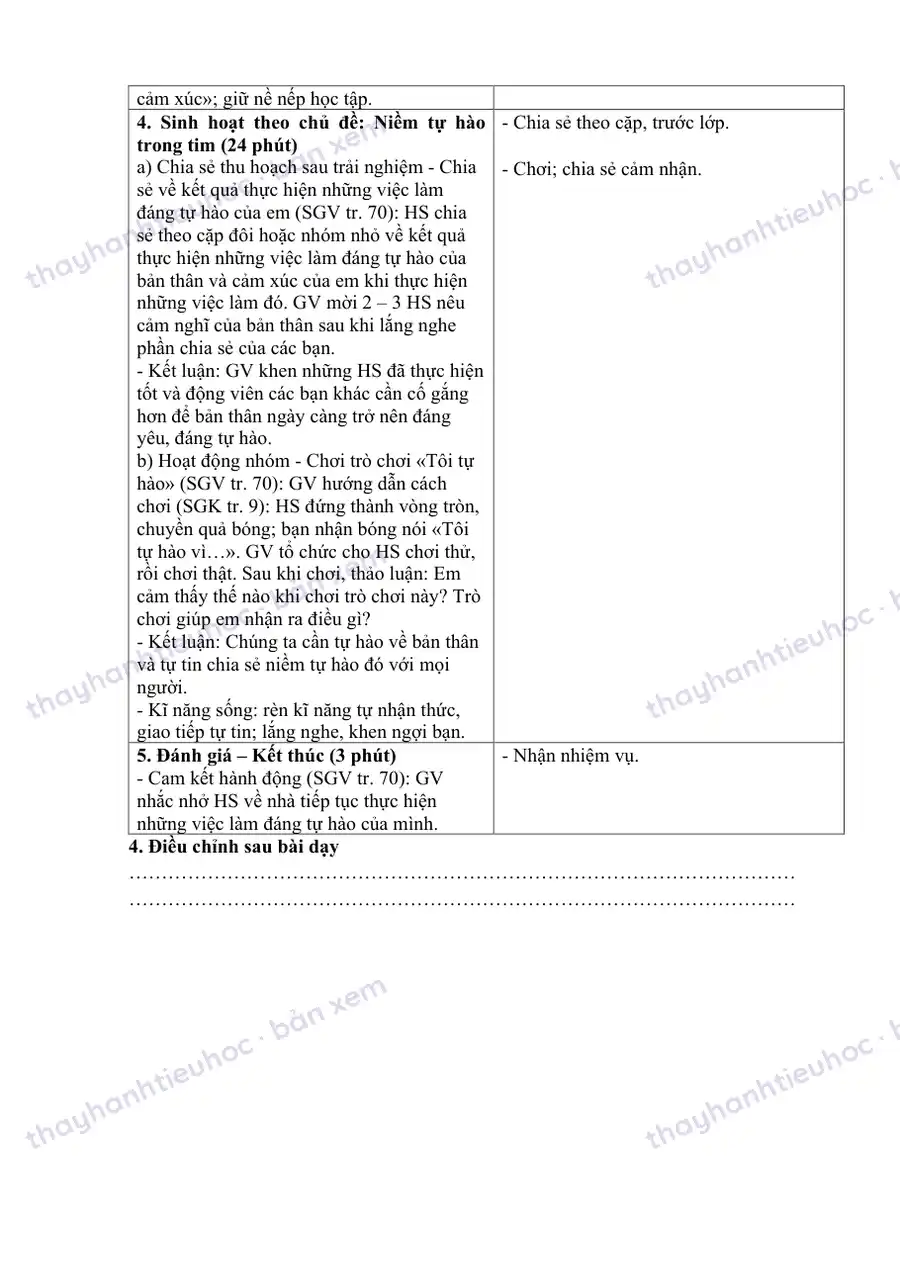 cảm xúc»; giữ nề nếp học tập.
4. Sinh hoạt theo chủ đề: Niềm tự hào
trong tim (24 phút)
a) Chia sẻ thu hoạch sau trải nghiệm - Chia
sẻ về kết quả thực hiện những việc làm
đáng tự hào của em (SGV tr. 70): HS chia
sẻ theo cặp đôi hoặc nhóm nhỏ về kết quả
thực hiện những việc làm đáng tự hào của
bản thân và cảm xúc của em khi thực hiện
những việc làm đó. GV mời 2 – 3 HS nêu
cảm nghĩ của bản thân sau khi lắng nghe
phần chia sẻ của các bạn.
- Kết luận: GV khen những HS đã thực hiện
tốt và động viên các bạn khác cần cố gắng
hơn để bản thân ngày càng trở nên đáng
yêu, đáng tự hào.
b) Hoạt động nhóm - Chơi trò chơi «Tôi tự
hào» (SGV tr. 70): GV hướng dẫn cách
chơi (SGK tr. 9): HS đứng thành vòng tròn,
chuyền quả bóng; bạn nhận bóng nói «Tôi
tự hào vì…». GV tổ chức cho HS chơi thử,
rồi chơi thật. Sau khi chơi, thảo luận: Em
cảm thấy thế nào khi chơi trò chơi này? Trò
chơi giúp em nhận ra điều gì?
- Kết luận: Chúng ta cần tự hào về bản thân
và tự tin chia sẻ niềm tự hào đó với mọi
người.
- Kĩ năng sống: rèn kĩ năng tự nhận thức,
giao tiếp tự tin; lắng nghe, khen ngợi bạn.
- Chia sẻ theo cặp, trước lớp.
- Chơi; chia sẻ cảm nhận.
5. Đánh giá – Kết thúc (3 phút)
- Cam kết hành động (SGV tr. 70): GV
nhắc nhở HS về nhà tiếp tục thực hiện
những việc làm đáng tự hào của mình.
- Nhận nhiệm vụ.
4. Điều chỉnh sau bài dạy
…………………………………………………………………………………………
…………………………………………………………………………………………
thayhanhtieuhoc · bản xem
thayhanhtieuhoc · b
thayhanhtieuhoc · bản xem
thayhanhtieuhoc · b
thayhanhtieuhoc · bản xem
thayhanhtieuhoc · b